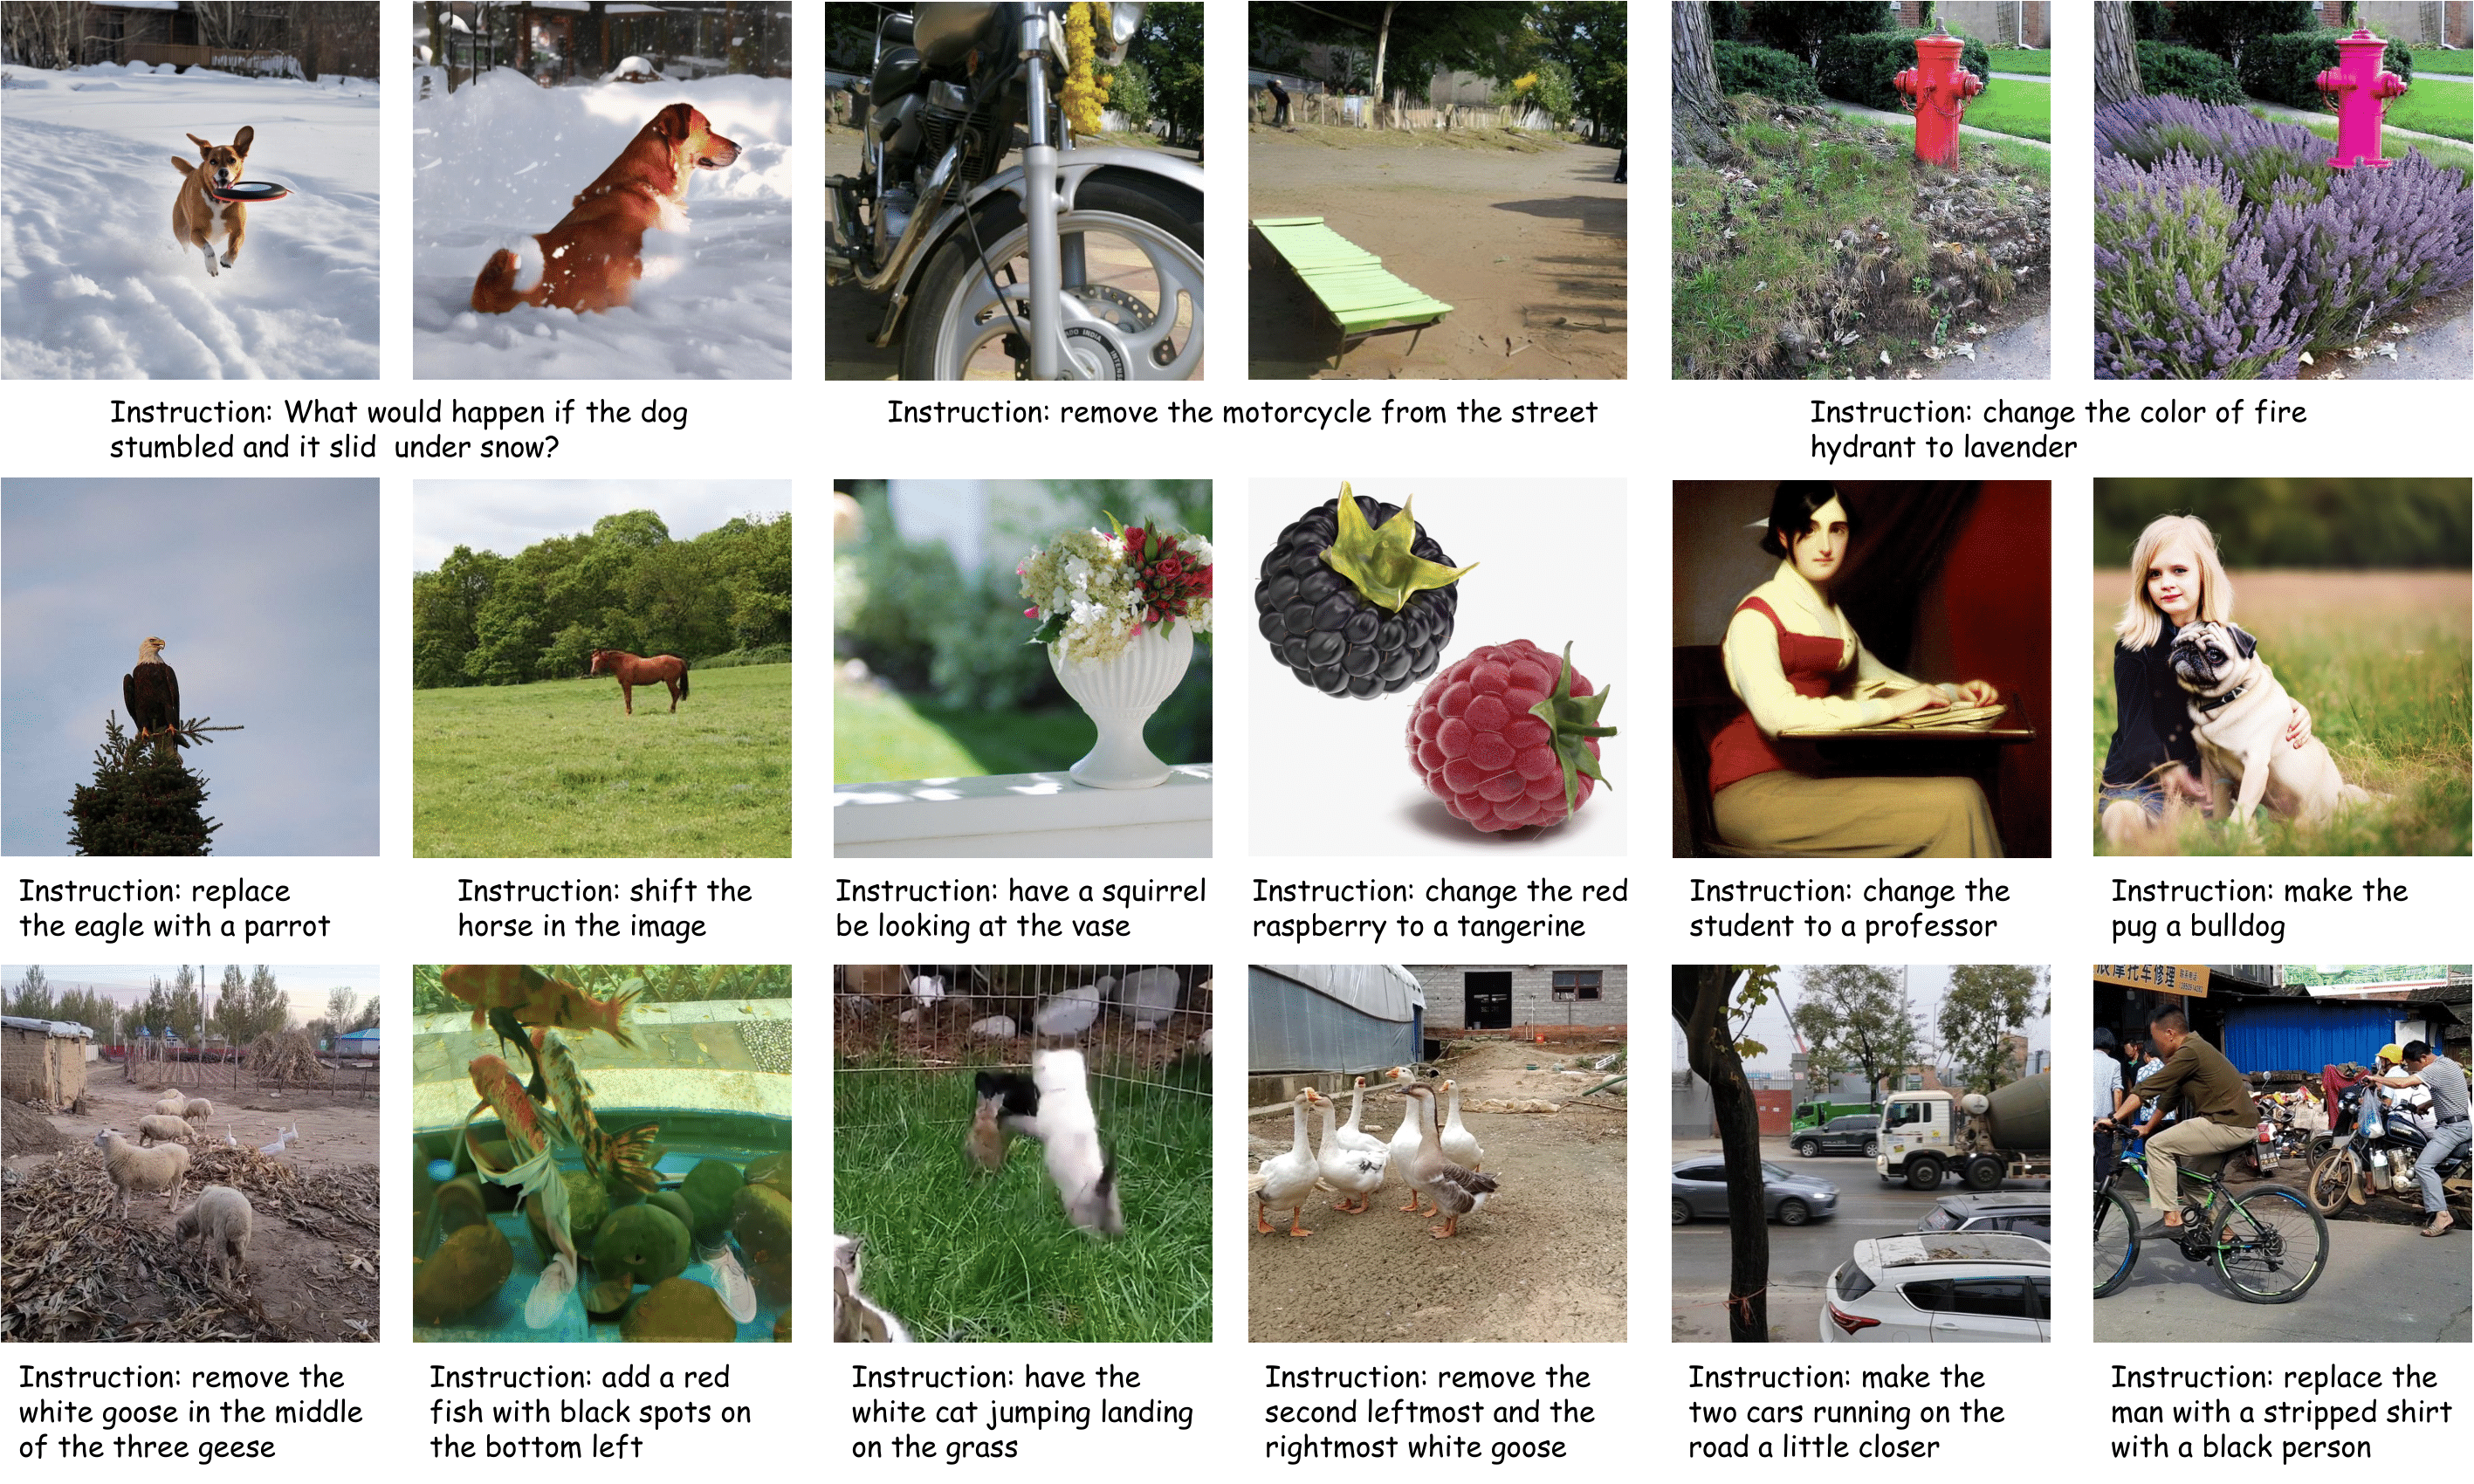 Instruction: What would happen if the dog
stumbled and it slid under snow?
Instruction: remove the motorcycle from the street
Instruction: change the color of fire
hydrant to lavender
Instruction: replace
the eagle with a parrot
Instruction: shift the
horse in the image
Instruction: have a squirrel
be looking at the vase
Instruction: change the red
raspberry to a tangerine
Instruction: change the
student to a professor
Instruction: make the
pug a bulldog
摩托车修理
Instruction: remove the
white goose in the middle
of the three geese
Instruction: add a red
fish with black spots on
the bottom left
Instruction: have the
white cat jumping landing
on the grass
Instruction: remove the
second leftmost and the
rightmost white goose
Instruction: make the
two cars running on the
road a little closer
Instruction: replace the
man with a stripped shirt
with a black person